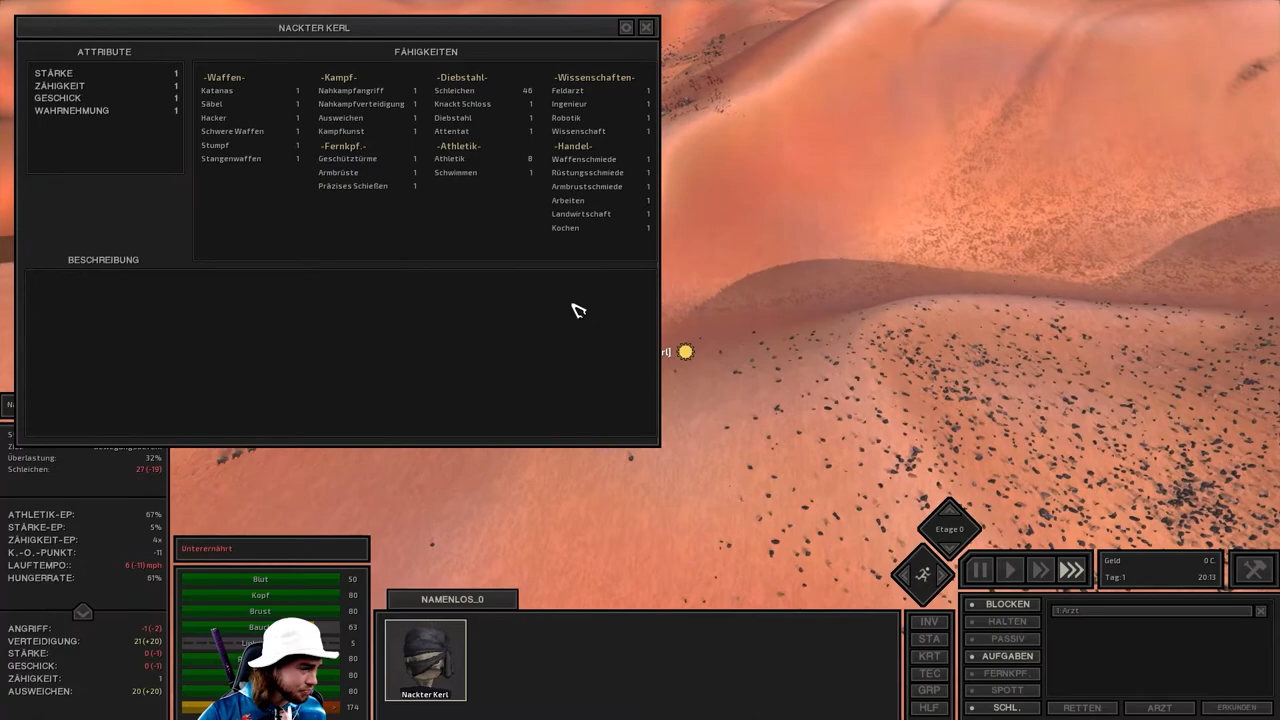 NACKTER KERL
ATTRIBUTE
STÄRKE 1
ZÄHIGKEIT 1
GESCHICK 1
WAHRNEHMUNG 1
FÄHIGKEITEN
-Waffen-
Katanas 1
Säbel 1
Hacker 1
Schwere Waffen 1
Stumpf 1
Stangenwaffen 1
-Kampf-
Nahkampfangriff 1
Nahkampfverteidigung 1
Ausweichen 1
Kampfkunst 1
-Fernkpf.-
Geschütztürme 1
Armbrüste 1
Präzises Schießen 1
-Diebstahl-
Schleichen 46
Knackt Schloss 1
Diebstahl 1
Attentat 1
-Athletik-
Athletik 8
Schwimmen 1
-Wissenschaften-
Feldarzt 1
Ingenieur 1
Robotik 1
Wissenschaft 1
-Handel-
Waffenschmiede 1
Rüstungsschmiede 1
Armbrustschmiede 1
Arbeiten 1
Landwirtschaft 1
Kochen 1
BESCHREIBUNG
rl]
Überlastung: 32%
Schleichen: 27 (-19)
ATHLETIK-EP: 67%
STÄRKE-EP: 5%
ZÄHIGKEIT-EP: 4x
K.-O.-PUNKT: -11
LAUFTEMPO:: 6 (-11) mph
HUNGERRATE: 61%
ANGRIFF: -1 (-2)
VERTEIDIGUNG: 21 (+20)
STÄRKE: 0 (-1)
GESCHICK: 0 (-1)
ZÄHIGKEIT: 1
AUSWEICHEN: 20 (+20)
Unterernährt
Blut 50
Kopf 80
Brust 80
Bauc 63
5
80
80
80
174
NAMENLOS_0
Nackter Kerl
Etage 0
Geld 0 C.
Tag:1 20:13
INV
STA
KRT
TEC
GRP
HLF
BLOCKEN
HALTEN
PASSIV
AUFGABEN
FERNKPF.
SPOTT
SCHL.
1:Arzt
RETTEN
ARZT
ERKUNDEN